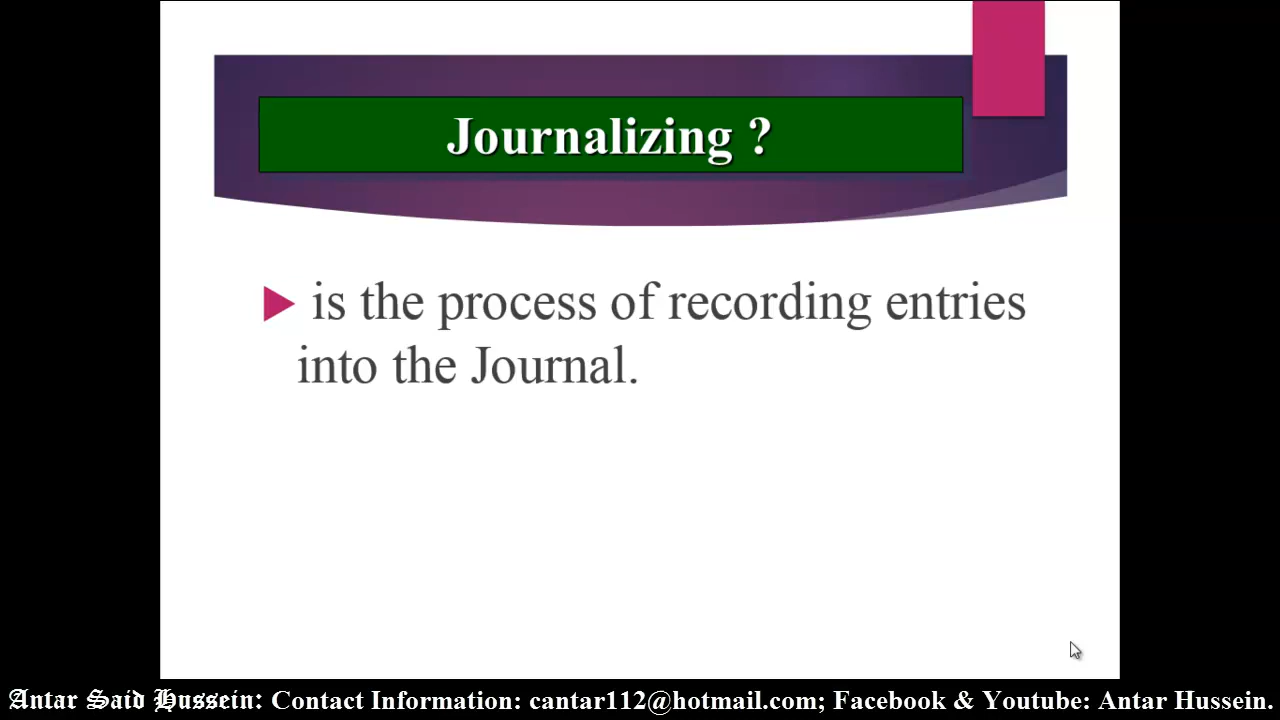 Journalizing ?
is the process of recording entries
into the Journal.
Antar Said Hussein: Contact Information: cantar112@hotmail.com; Facebook & Youtube: Antar Hussein.